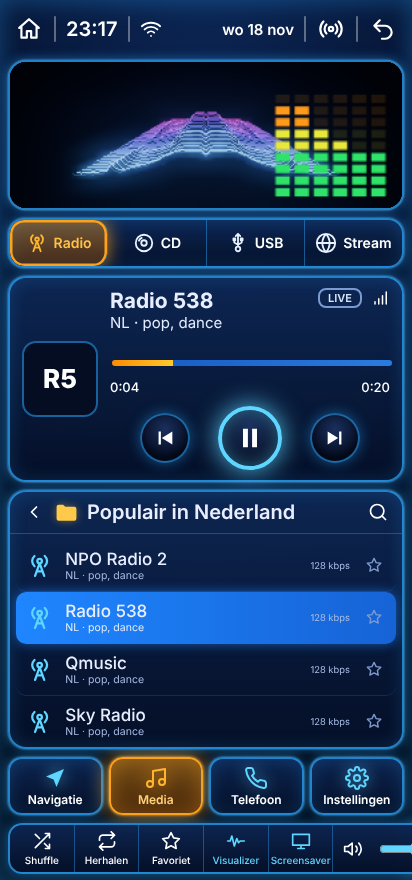 23:17 wo 18 nov
Radio CD USB Stream
Radio 538 LIVE
NL · pop, dance
R5
0:04 0:20
Populair in Nederland
NPO Radio 2 128 kbps
NL · pop, dance
Radio 538 128 kbps
NL · pop, dance
Qmusic 128 kbps
NL · pop, dance
Sky Radio 128 kbps
NL · pop, dance
Navigatie Media Telefoon Instellingen
Shuffle Herhalen Favoriet Visualizer Screensaver